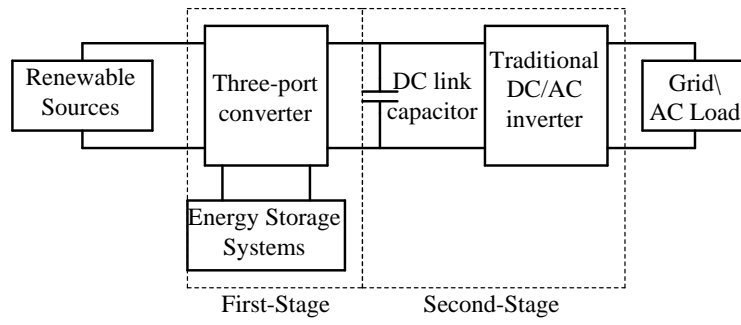 Renewable
Sources
Three-port
converter
DC link
capacitor
Traditional
DC/AC
inverter
Grid\
AC Load
Energy Storage
Systems
First-Stage
Second-Stage